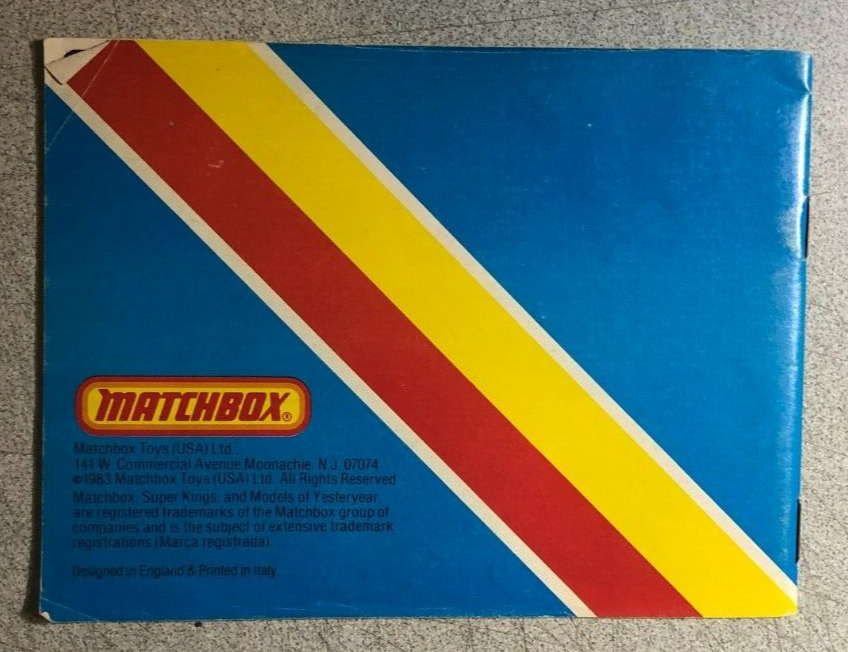 MATCHBOX®
Matchbox Toys (USA) Ltd.,
141 W. Commercial Avenue Moonachie, N.J. 07074
©1983 Matchbox Toys (USA) Ltd. All Rights Reserved
Matchbox, Super Kings, and Models of Yesteryear,
are registered trademarks of the Matchbox group of
companies and is the subject of extensive trademark
registrations (Marca registrada).
Designed in England & Printed in Italy.